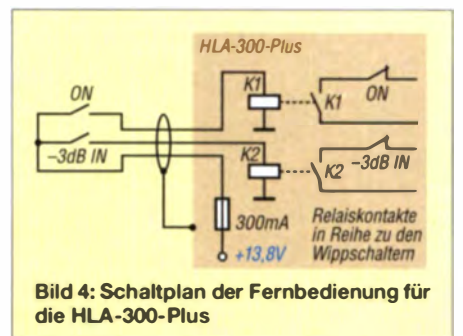 HLA-300-Plus
ON
K1
K1
ON
–3dB IN
K2
K2
–3dB IN
300mA
+13,8V
Relaiskontakte
in Reihe zu den
Wippschaltern
Bild 4: Schaltplan der Fernbedienung für
die HLA-300-Plus